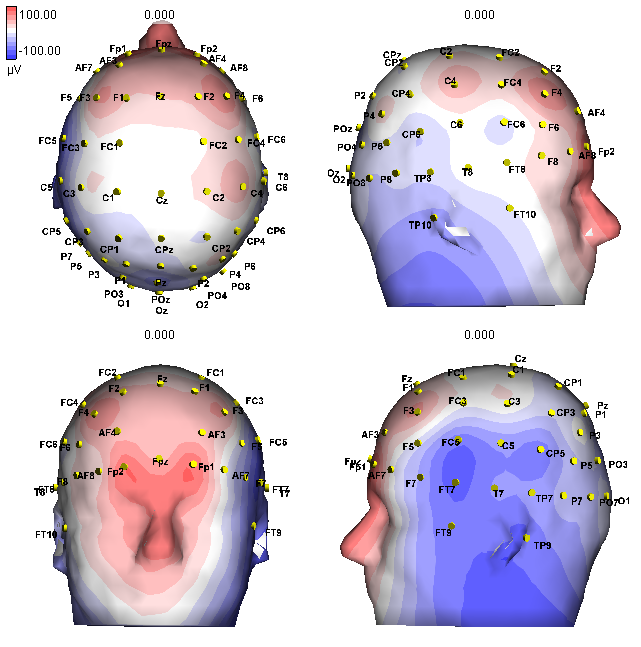 100.00
-100.00
µV
0.000
Fp1 Fpz Fp2
AF7 AF3 AF4 AF8
F5 F3 F1 Fz F2 F4 F6
FC5 FC3 FC1 FC2 FC4 FC6
T8
C5 C3 C1 Cz C2 C4 C6
CP5 CP3 CP1 CPz CP2 CP4 CP6
P7 P5 P3 P1 Pz P2 P4 P6
PO8
PO3 POz PO4
O1 Oz O2
0.000
CPz C2 FC2
CP2 F2
P2 CP4 C4 FC4 F4
P4 AF4
POz CP6 C6 FC6 F6
PO4 P6 AF8 Fp2
Oz O2 PO8 P8 TP8 T8 FT8 F8
TP10 FT10
0.000
FC2 Fz FC1
F2 F1
FC4 F4 F3 FC3
AF4 AF3
FC6 F6 F5 FC5
Fp2 Fpz Fp1
T8 FT8 F8 AF8 AF7 F7 FT7 T7
FT10 FT9
0.000
Cz
Fz FC1 C1
F1 CP1
F3 FC3 C3 CP3 Pz P1
AF3 F5 FC5 C5 CP5 P3
Fpz Fp1 AF7 P5 PO3
F7 FT7 T7 TP7 P7 PO7 O1
FT9 TP9